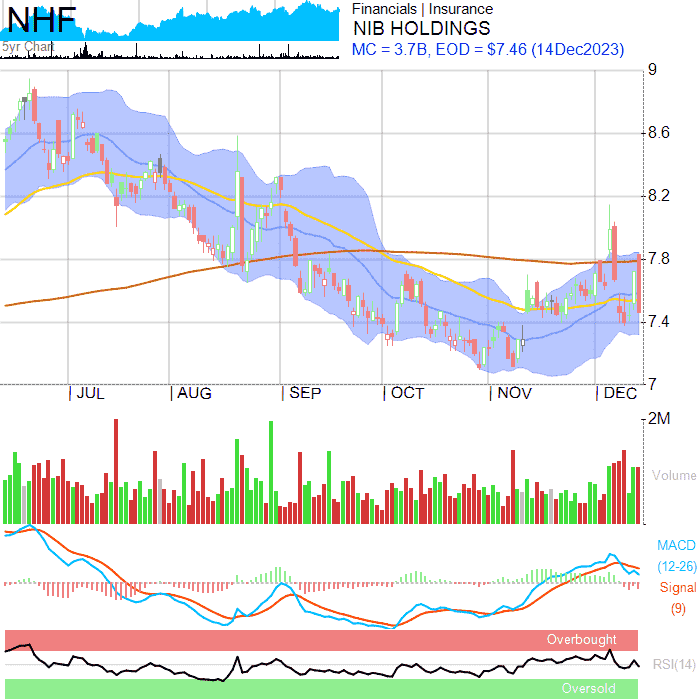 NHF
5yr Chart
Financials | Insurance
NIB HOLDINGS
MC = 3.7B, EOD = $7.46 (14Dec2023)
9
8.6
8.2
7.8
7.4
7
JUL AUG SEP OCT NOV DEC
2M
Volume
MACD
(12-26)
Signal
(9)
Overbought
RSI(14)
Oversold